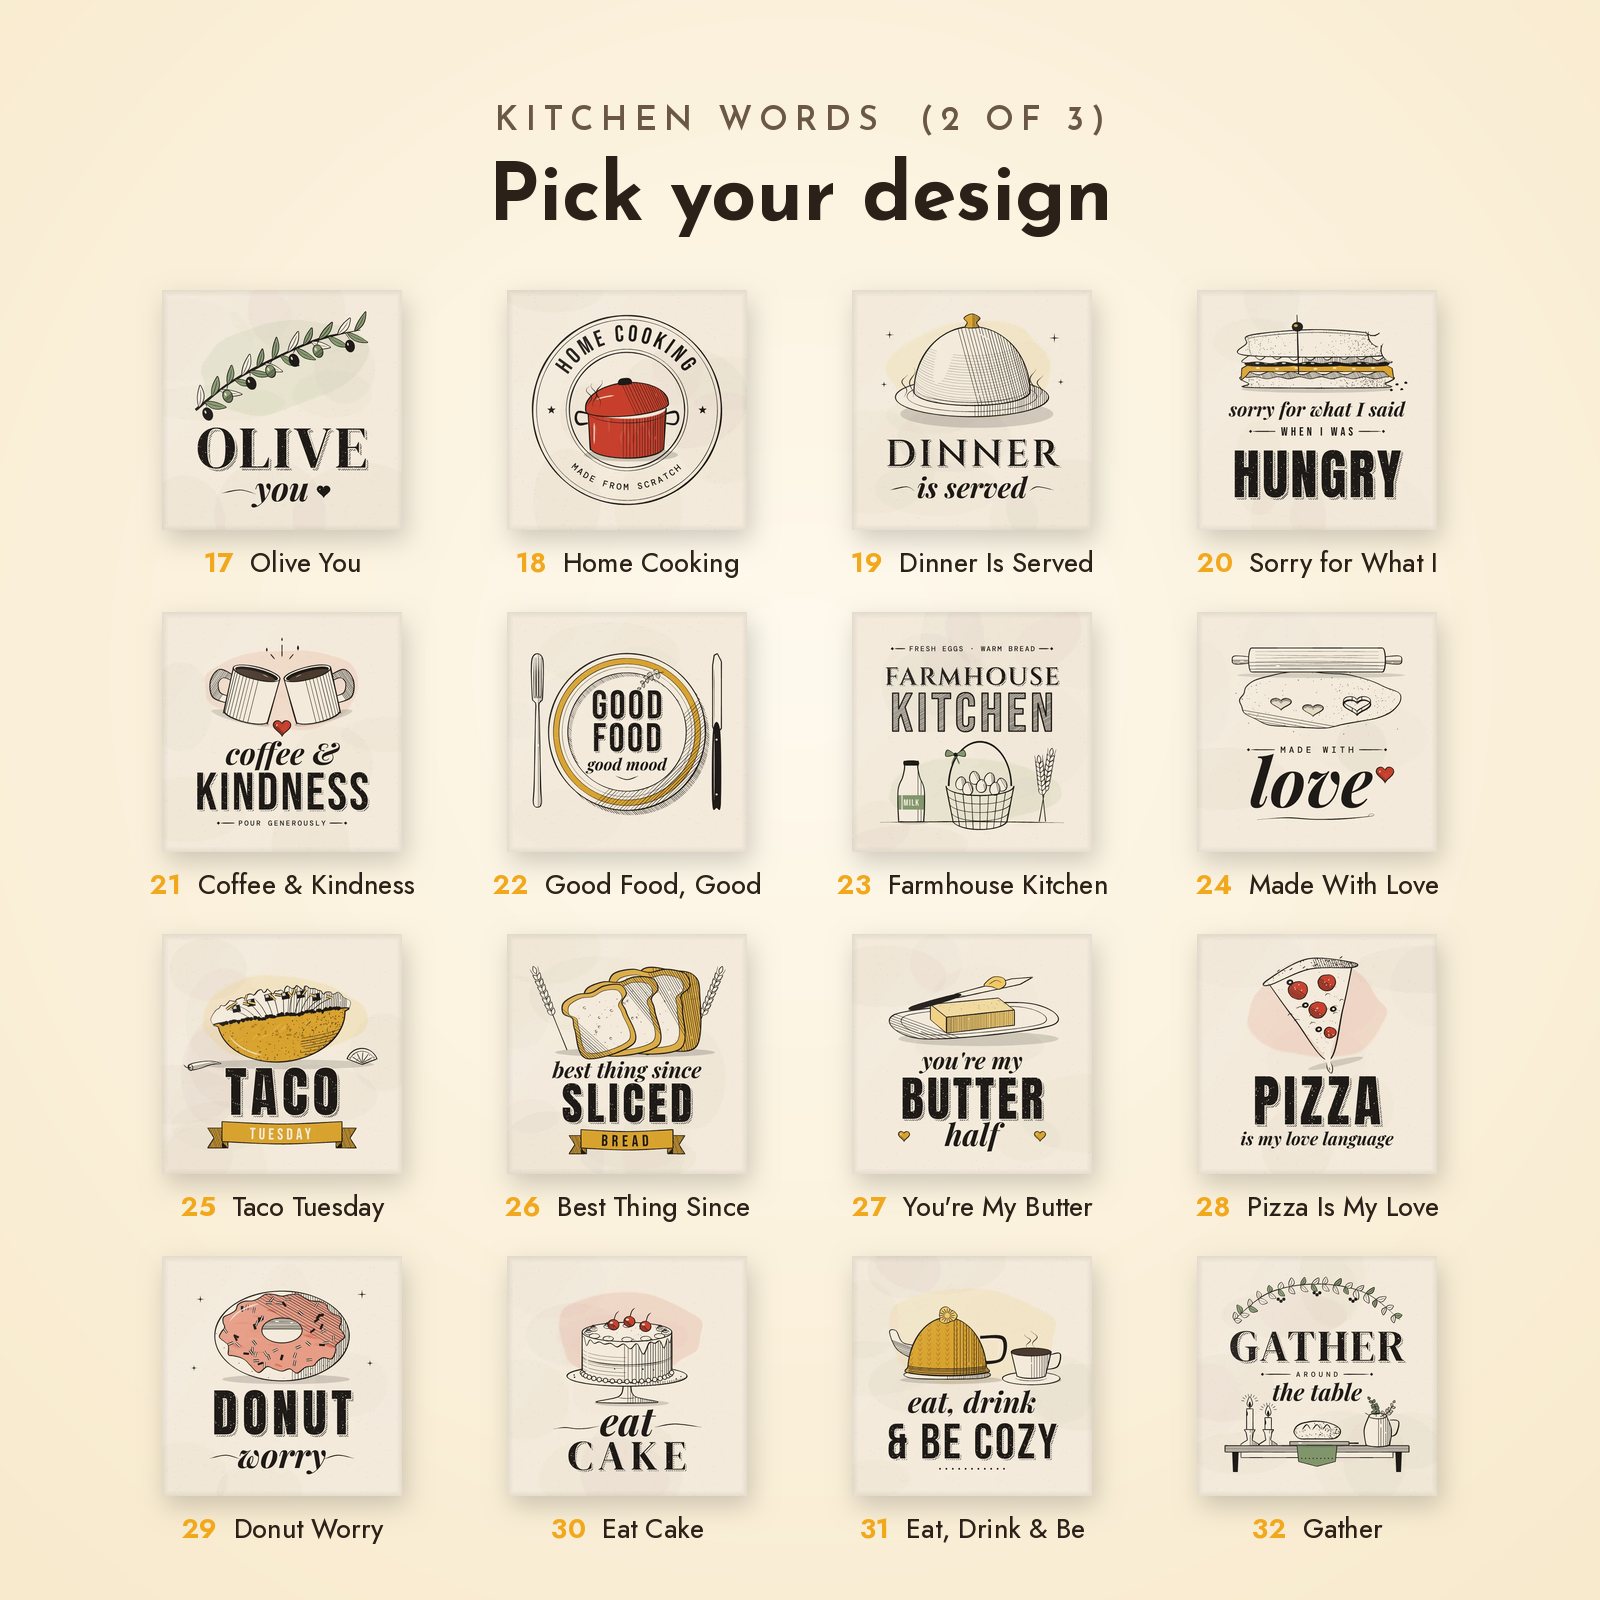 KITCHEN WORDS (2 OF 3)
Pick your design
OLIVE
you
17 Olive You
HOME COOKING
MADE FROM SCRATCH
18 Home Cooking
DINNER
is served
19 Dinner Is Served
sorry for what I said
WHEN I WAS
HUNGRY
20 Sorry for What I
coffee &
KINDNESS
POUR GENEROUSLY
21 Coffee & Kindness
GOOD
FOOD
good mood
22 Good Food, Good
FRESH EGGS · WARM BREAD
FARMHOUSE
KITCHEN
MILK
23 Farmhouse Kitchen
MADE WITH
love
24 Made With Love
TACO
TUESDAY
25 Taco Tuesday
best thing since
SLICED
BREAD
26 Best Thing Since
you're my
BUTTER
half
27 You're My Butter
PIZZA
is my love language
28 Pizza Is My Love
DONUT
worry
29 Donut Worry
eat
CAKE
30 Eat Cake
eat, drink
& BE COZY
31 Eat, Drink & Be
GATHER
AROUND
the table
32 Gather